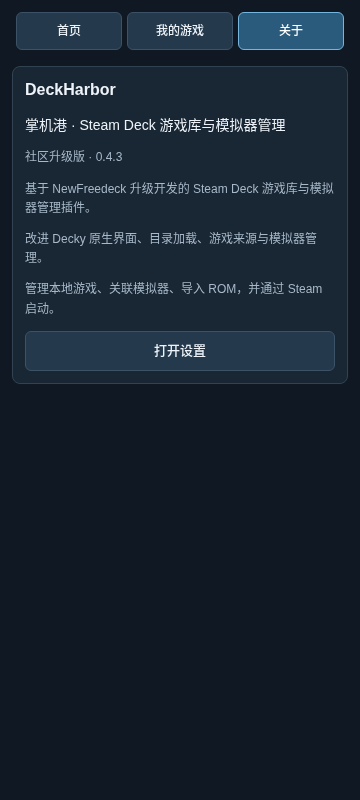 首页
我的游戏
关于
DeckHarbor
掌机港 · Steam Deck 游戏库与模拟器管理
社区升级版 · 0.4.3
基于 NewFreedeck 升级开发的 Steam Deck 游戏库与模拟
器管理插件。
改进 Decky 原生界面、目录加载、游戏来源与模拟器管
理。
管理本地游戏、关联模拟器、导入 ROM，并通过 Steam
启动。
打开设置